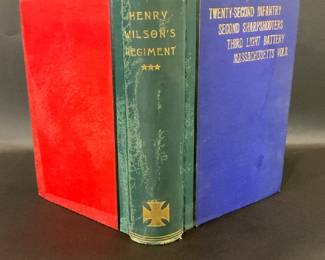 HENRY
WILSON'S
REGIMENT
TWENTY-SECOND INFANTRY
SECOND SHARPSHOOTERS
THIRD LIGHT BATTERY
MASSACHUSETTS VOLS.